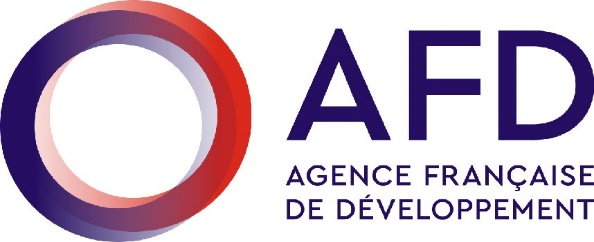 AFD
AGENCE FRANÇAISE
DE DÉVELOPPEMENT